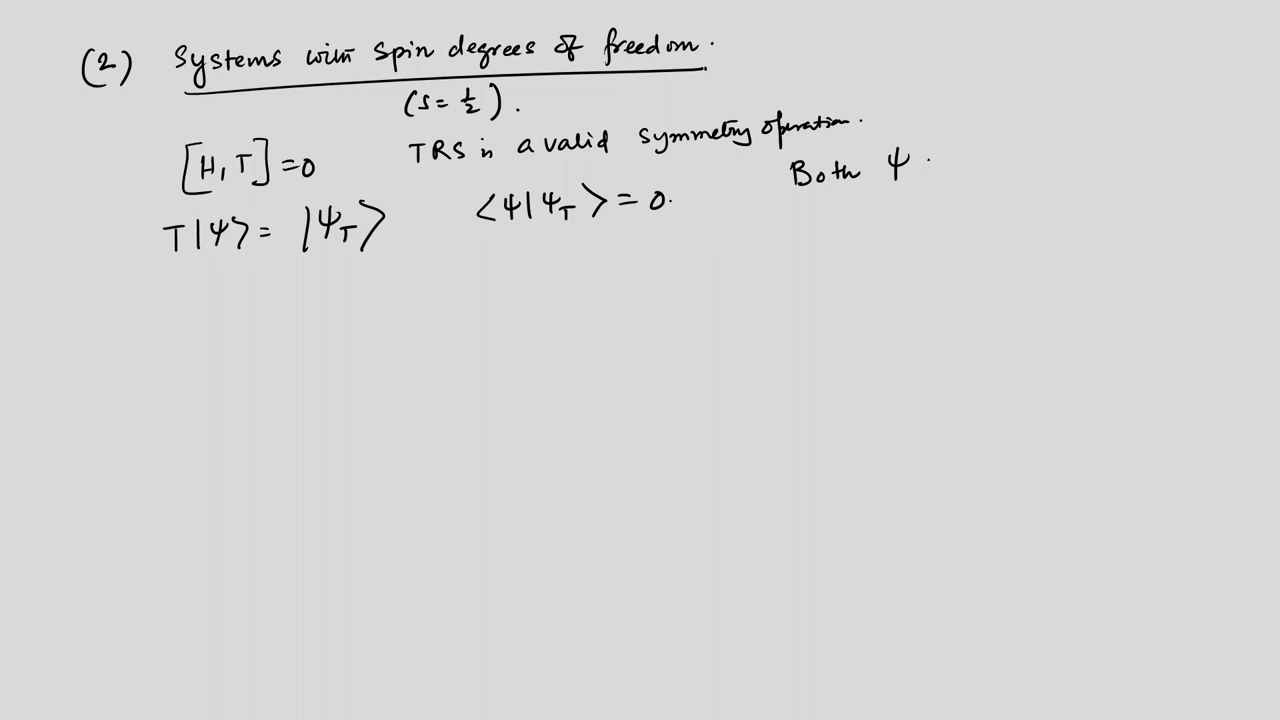 (2) Systems with spin degrees of freedom.
(s = 1/2).
[H, T] = 0 TRS is a valid symmetry operation.
Both ψ.
T|ψ> = |ψ_T> <ψ|ψ_T> = 0.